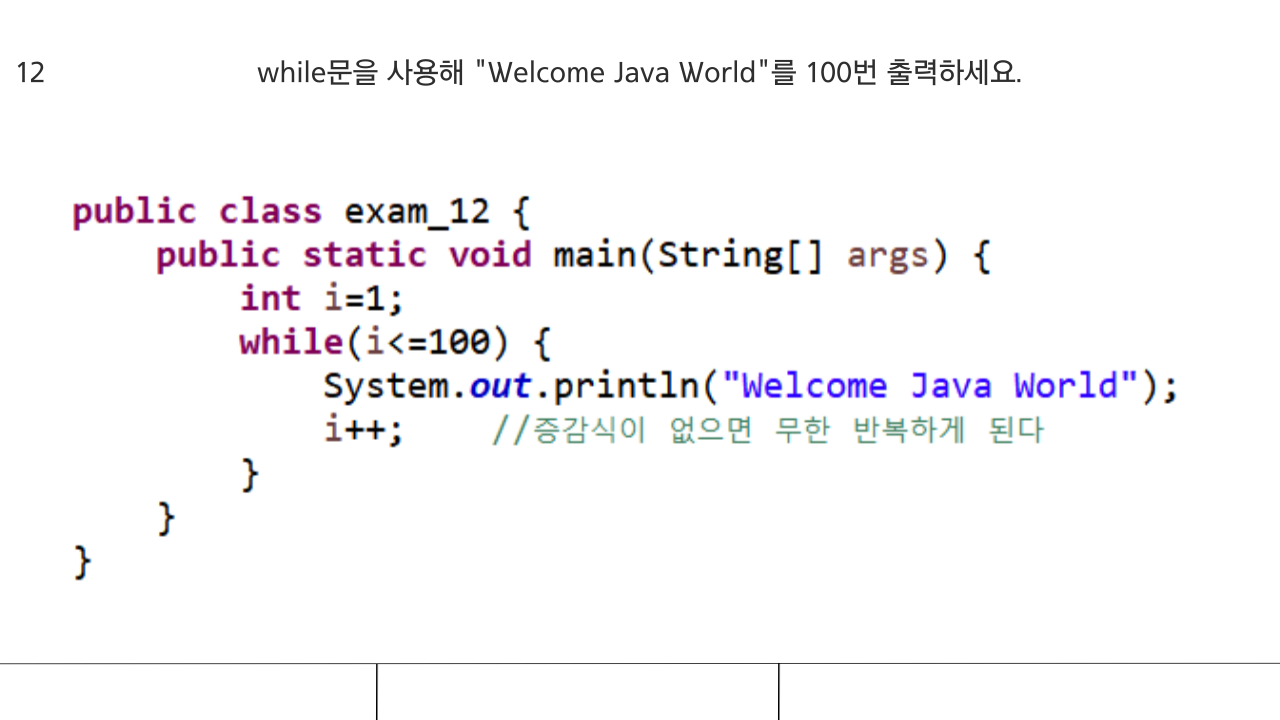 12
while문을 사용해 "Welcome Java World"를 100번 출력하세요.
public class exam_12 {
public static void main(String[] args) {
int i=1;
while(i<=100) {
System.out.println("Welcome Java World");
i++; //증감식이 없으면 무한 반복하게 된다
}
}
}